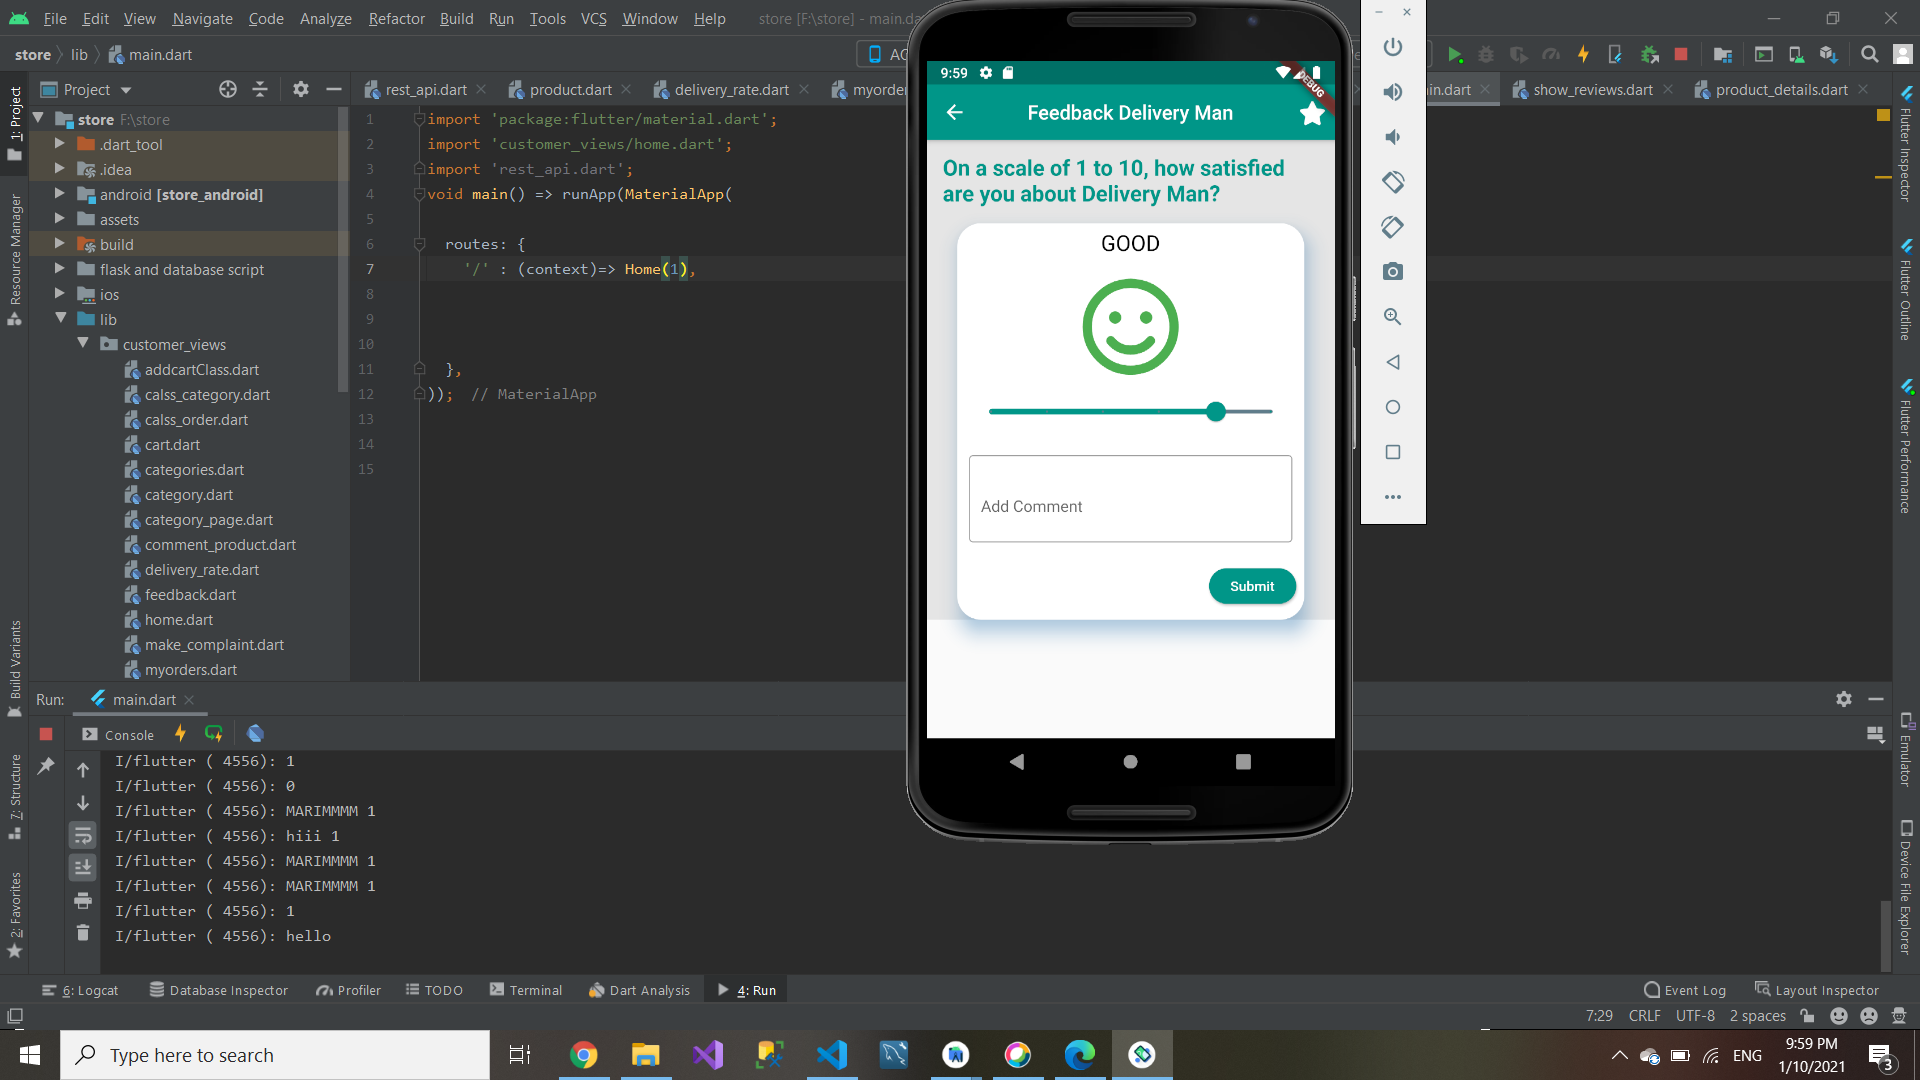 File Edit View Navigate Code Analyze Refactor Build Run Tools VCS Window Help store [F:\store] - main.da
store lib main.dart
Project
rest_api.dart product.dart delivery_rate.dart myorder in.dart show_reviews.dart product_details.dart
store F:\store
.dart_tool
.idea
android [store_android]
assets
build
flask and database script
ios
lib
customer_views
addcartClass.dart
calss_category.dart
calss_order.dart
cart.dart
categories.dart
category.dart
category_page.dart
comment_product.dart
delivery_rate.dart
feedback.dart
home.dart
make_complaint.dart
myorders.dart
1 import 'package:flutter/material.dart';
2 import 'customer_views/home.dart';
3 import 'rest_api.dart';
4 void main() => runApp(MaterialApp(
5
6 routes: {
7 '/' : (context)=> Home(1),
8
9
10
11 },
12 )); // MaterialApp
13
14
15
9:59
DEBUG
Feedback Delivery Man
On a scale of 1 to 10, how satisfied
are you about Delivery Man?
GOOD
Add Comment
Submit
1: Project
Resource Manager
Build Variants
7: Structure
2: Favorites
Flutter Inspector
Flutter Outline
Flutter Performance
Emulator
Device File Explorer
Run: main.dart
Console
I/flutter ( 4556): 1
I/flutter ( 4556): 0
I/flutter ( 4556): MARIMMMM 1
I/flutter ( 4556): hiii 1
I/flutter ( 4556): MARIMMMM 1
I/flutter ( 4556): MARIMMMM 1
I/flutter ( 4556): 1
I/flutter ( 4556): hello
6: Logcat Database Inspector Profiler TODO Terminal Dart Analysis 4: Run Event Log Layout Inspector
7:29 CRLF UTF-8 2 spaces
Type here to search
ENG
9:59 PM
1/10/2021
3